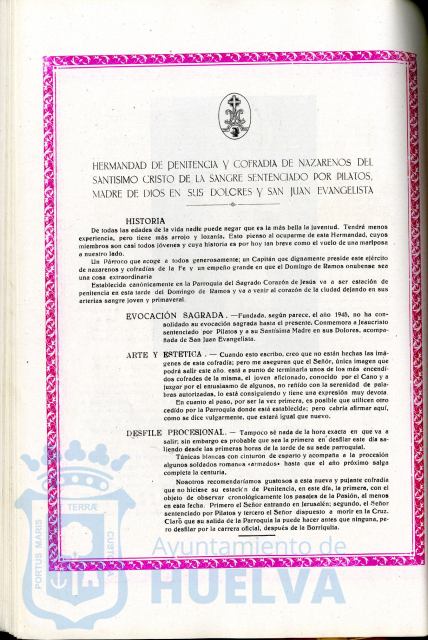 HERMANDAD DE PENITENCIA Y COFRADIA DE NAZARENOS DEL
SANTISIMO CRISTO DE LA SANGRE SENTENCIADO POR PILATOS,
MADRE DE DIOS EN SUS DOLORES Y SAN JUAN EVANGELISTA
HISTORIA
De todas las edades de la vida nadie puede negar que es la más bella la juventud. Tendrá menos
experiencia, pero tiene más arrojo y lozanía. Esto pienso al ocuparme de esta Hermandad, cuyos
miembros son casi todos jóvenes y cuya historia es por hoy tan breve como el vuelo de una mariposa
a nuestro lado.
Un Párroco que acoge a todos generosamente; un Capitán que dignamente preside este ejército
de nazarenos y cofradías de la Fe y un empeño grande en que el Domingo de Ramos onubense sea
una cosa extraordinaria
Establecida canónicamente en la Parroquia del Sagrado Corazón de Jesús va a ser estación de
penitencia en esta tarde del Domingo de Ramos y va a venir al corazón de la ciudad dejando en sus
arterias sangre joven y primaveral.
EVOCACIÓN SAGRADA. —Fundada, según parece, el año 1945, no ha con-
solidado su evocación sagrada hasta el presente. Conmemora a Jesucristo
sentenciado por Pilatos y a su Santísima Madre en sus Dolores, acompa-
ñada de San Juan Evangelista.
ARTE Y ESTÉTICA. — Cuando esto escribo, creo que no están hechas las imá-
genes de esta cofradía; pero me aseguran que el Señor, única imagen que
podrá salir este año, está a punto de terminarla unos de los más encendi-
dos cofrades de la misma, el joven aficionado, conocido por el Cano y a
juzgar por el entusiasmo de algunos, no reñido con la serenidad de pala-
bras autorizadas, lo está consiguiendo y tiene una expresión muy devota.
En cuanto al paso, por ser la vez primera, es posible que utilicen otro
cedido por la Parroquia donde está establecida; pero cabría afirmar aquí,
como se dice vulgarmente, que estará igual que nuevo.
DESFILE PROCESIONAL. — Tampoco sé nada de la hora exacta en que va a
salir, sin embargo es probable que sea la primera en desfilar este día sa-
liendo desde las primeras horas de la tarde de su sede parroquial.
Túnicas blancas con cinturón de esparto y acompaña a la procesión
algunos soldados romanos «armados» hasta que el año próximo salga
completa la centuria.
Nosotros recomendaríamos gustosos a esta nueva y pujante cofradía
que no hiciese su estación de Penitencia, en este día, la primera, con el
objeto de observar cronológicamente los pasajes de la Pasión, al menos
en esta fecha. Primero el Señor entrando en Jerusalén; segundo, el Señor
sentenciado por Pilatos y tercero el Señor dispuesto a morir en la Cruz.
Claro que su salida de la Parroquia la puede hacer antes que ninguna, pe-
ro desfilar por la carrera oficial, después de la Borriquita.
PORTUS MARIS
TERRAE
CUSTODIA
Ayuntamiento de
HUELVA